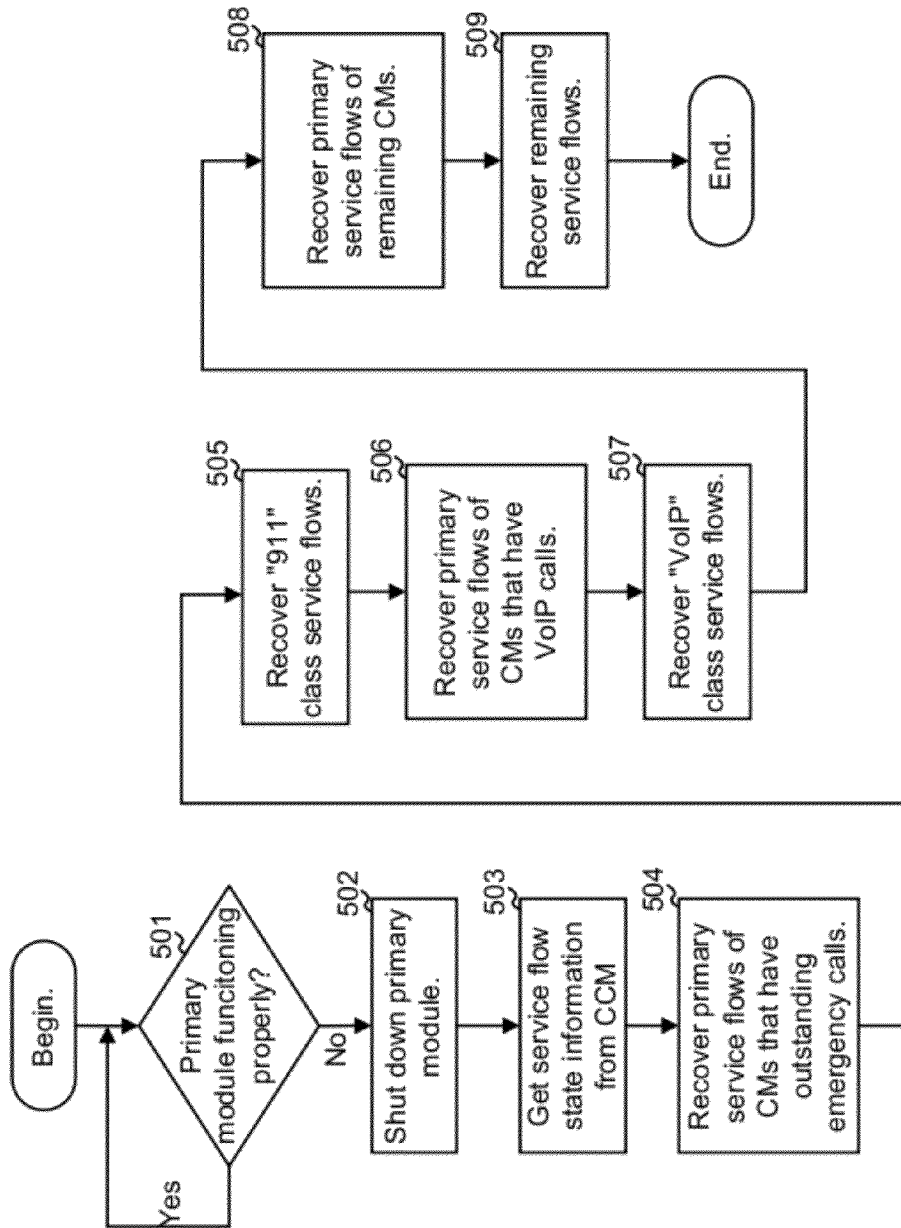 Begin.
501
Primary
module funcitoning
properly?
Yes
No
502
Shut down primary
module.
503
Get service flow
state information
from CCM
504
Recover primary
service flows of
CMs that have
outstanding
emergency calls.
505
Recover "911"
class service flows.
506
Recover primary
service flows of
CMs that have
VoIP calls.
507
Recover "VoIP"
class service flows.
508
Recover primary
service flows of
remaining CMs.
509
Recover remaining
service flows.
End.